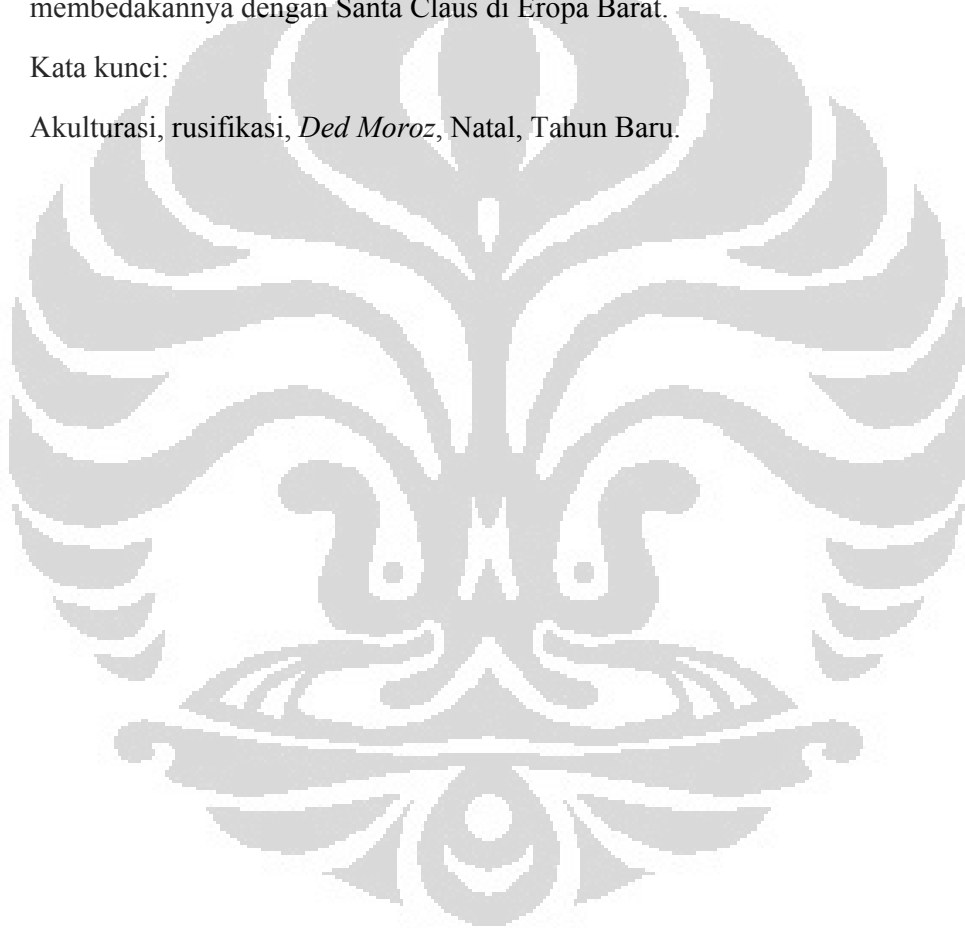 membedakannya dengan Santa Claus di Eropa Barat.
Kata kunci:
Akulturasi, rusifikasi, Ded Moroz, Natal, Tahun Baru.